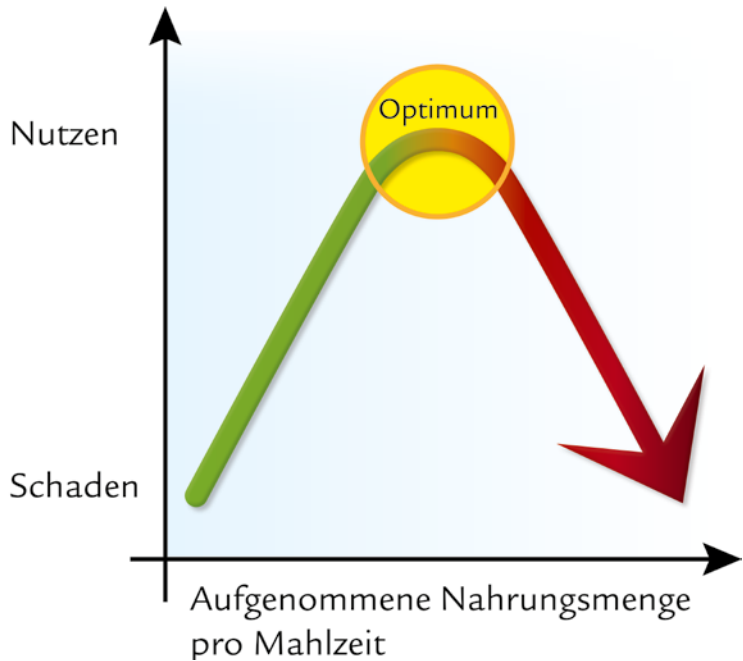 Optimum
Nutzen
Schaden
Aufgenommene Nahrungsmenge
pro Mahlzeit